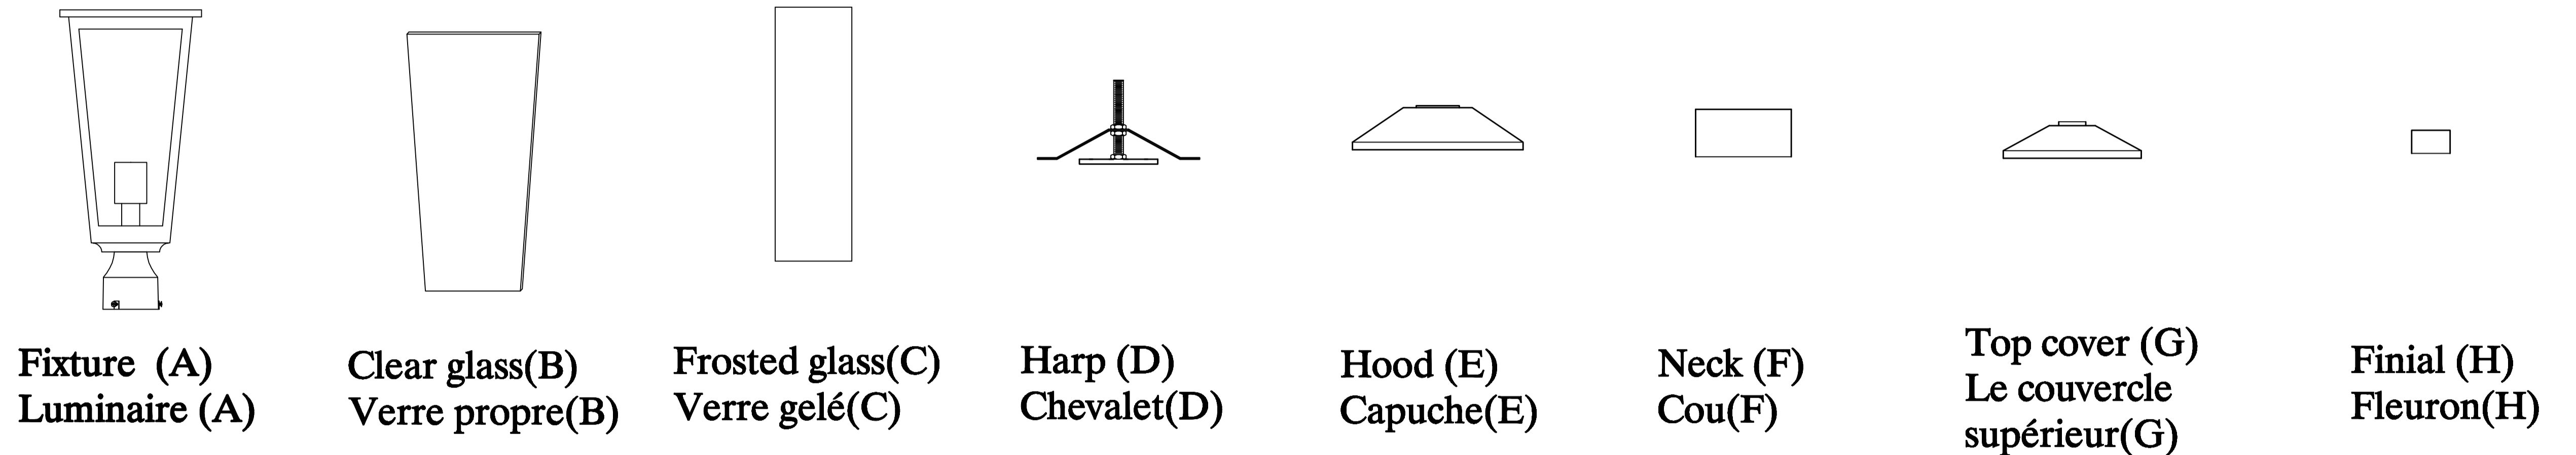 Fixture (A)
Luminaire (A)
Clear glass(B)
Verre propre(B)
Frosted glass(C)
Verre gelé(C)
Harp (D)
Chevalet(D)
Hood (E)
Capuche(E)
Neck (F)
Cou(F)
Top cover (G)
Le couvercle
supérieur(G)
Finial (H)
Fleuron(H)